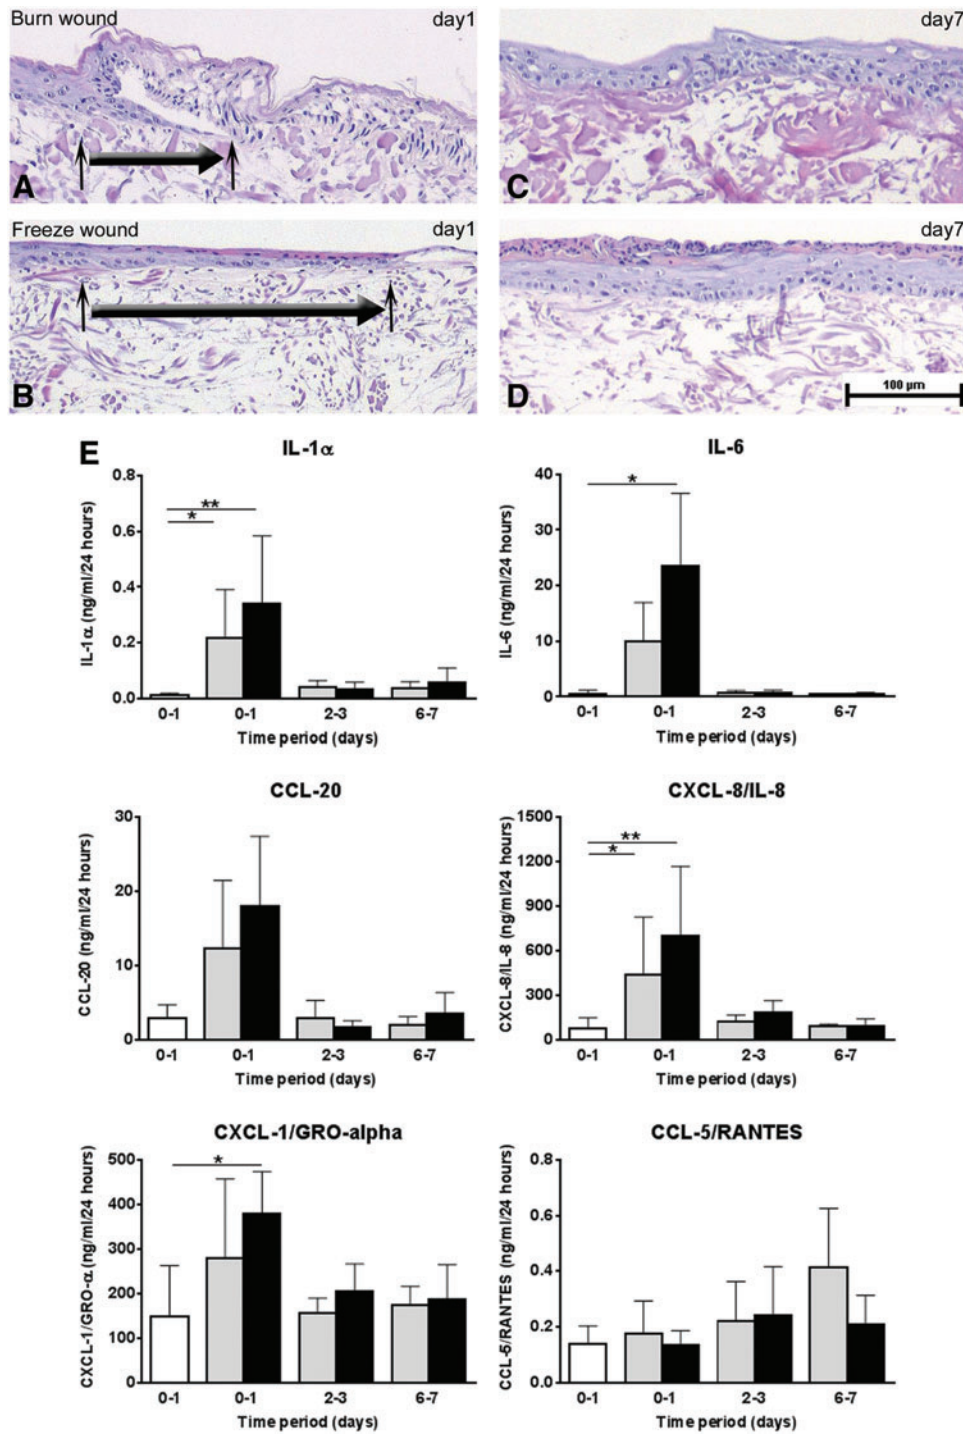 Burn wound day1
A
day7
C
Freeze wound day1
B
day7
D
100 µm
E
IL-1α
IL-1α (ng/ml/24 hours)
0.8
0.6
0.4
0.2
0.0
*
**
0-1 0-1 2-3 6-7
Time period (days)
IL-6
IL-6 (ng/ml/24 hours)
40
30
20
10
0
*
0-1 0-1 2-3 6-7
Time period (days)
CCL-20
CCL-20 (ng/ml/24 hours)
30
20
10
0
0-1 0-1 2-3 6-7
Time period (days)
CXCL-8/IL-8
CXCL-8/IL-8 (ng/ml/24 hours)
1500
1200
900
600
300
0
**
*
0-1 0-1 2-3 6-7
Time period (days)
CXCL-1/GRO-alpha
CXCL-1/GRO-α (ng/ml/24 hours)
500
400
300
200
100
0
*
0-1 0-1 2-3 6-7
Time period (days)
CCL-5/RANTES
CCL-5/RANTES (ng/ml/24 hours)
0.8
0.6
0.4
0.2
0.0
0-1 0-1 2-3 6-7
Time period (days)